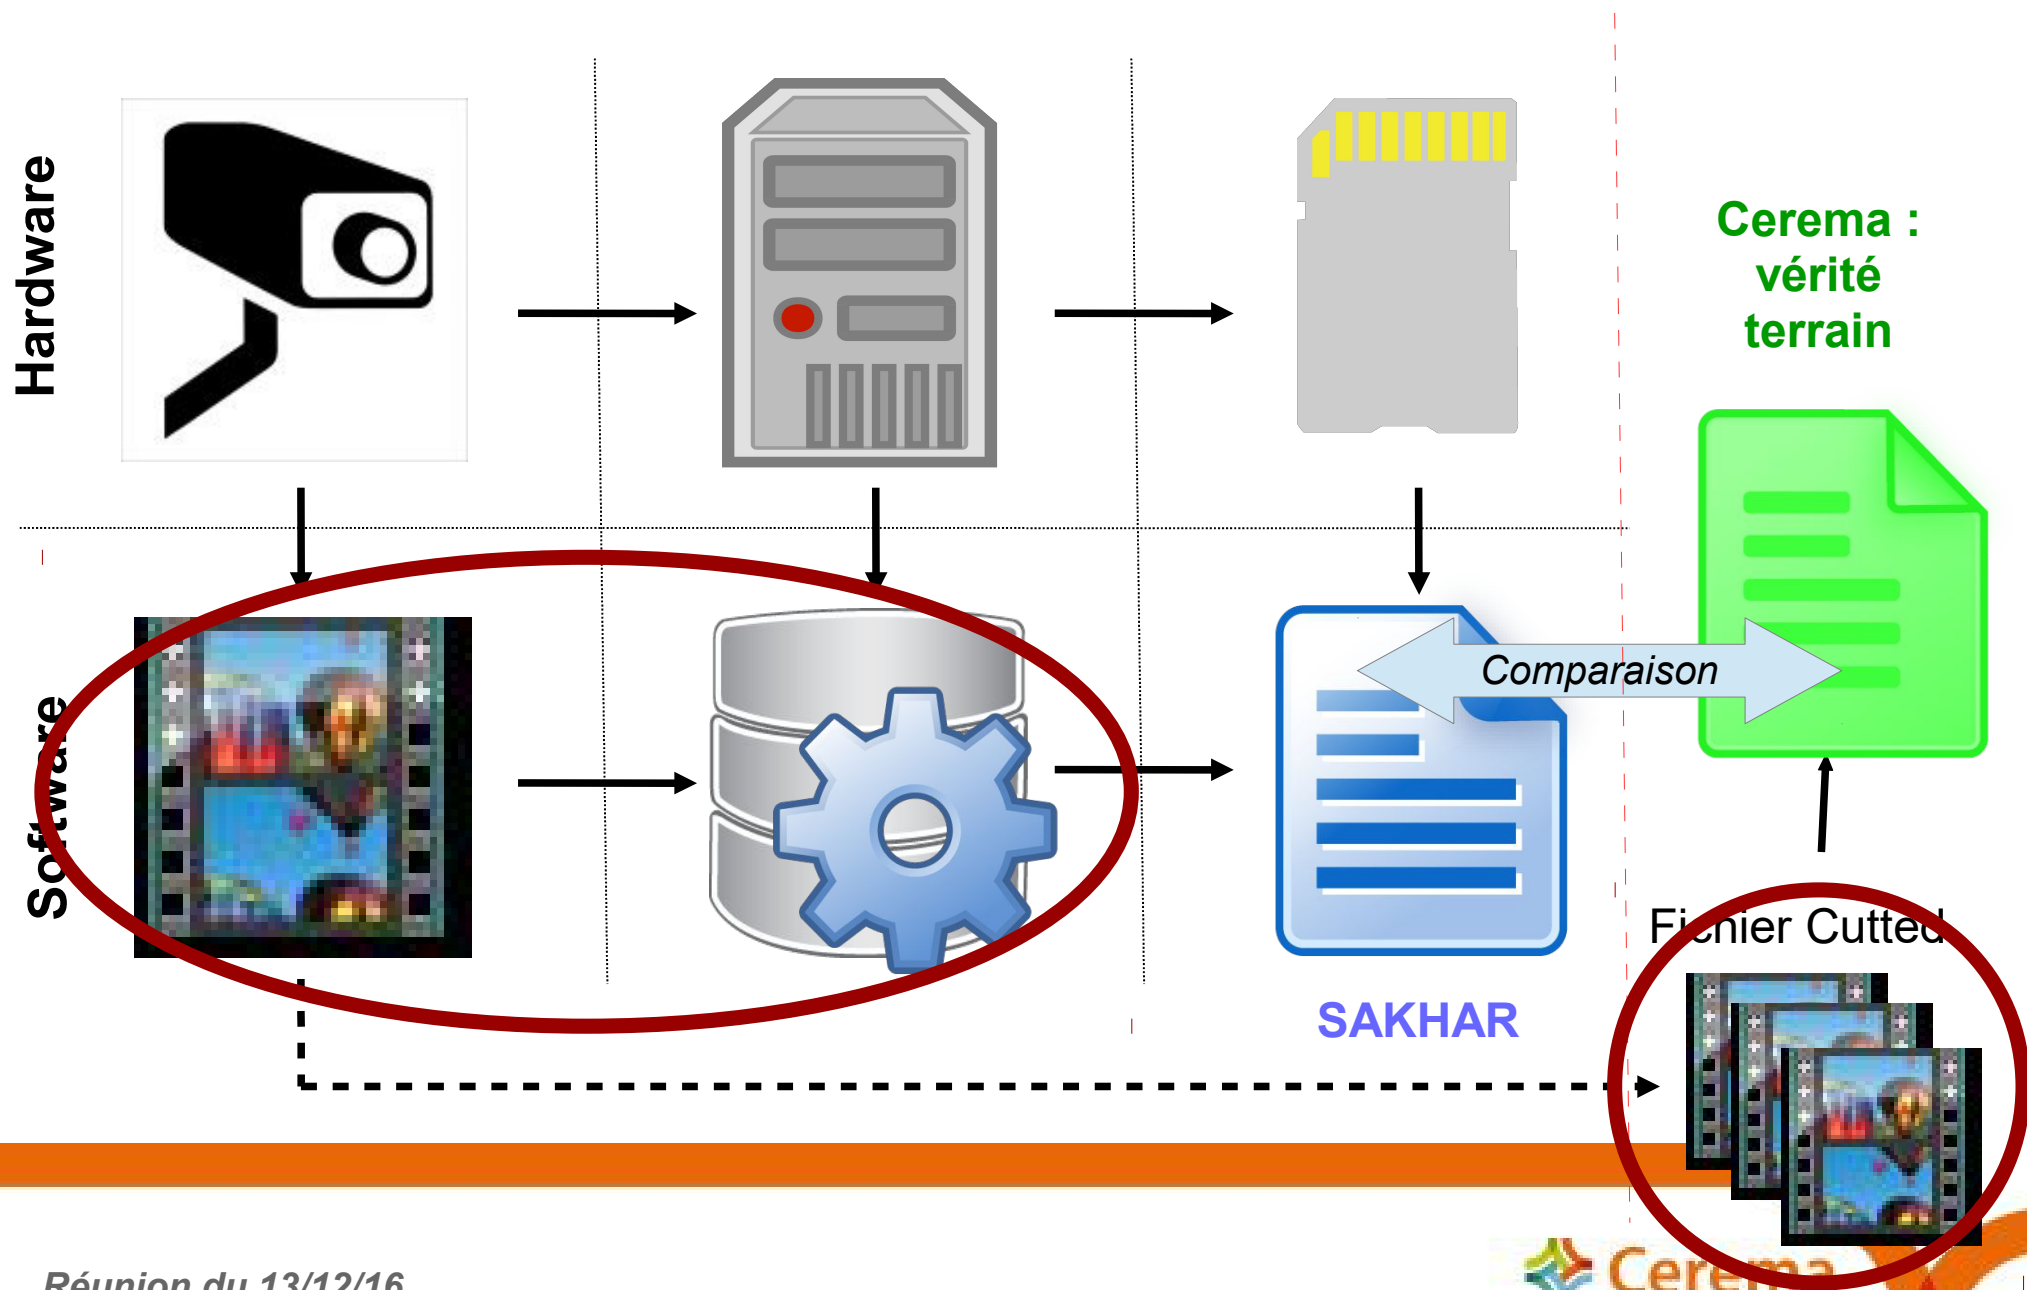 Hardware
Cerema :
vérité
terrain
Comparaison
Software
Fichier Cutted
SAKHAR
Réunion du 13/12/16
Cerema